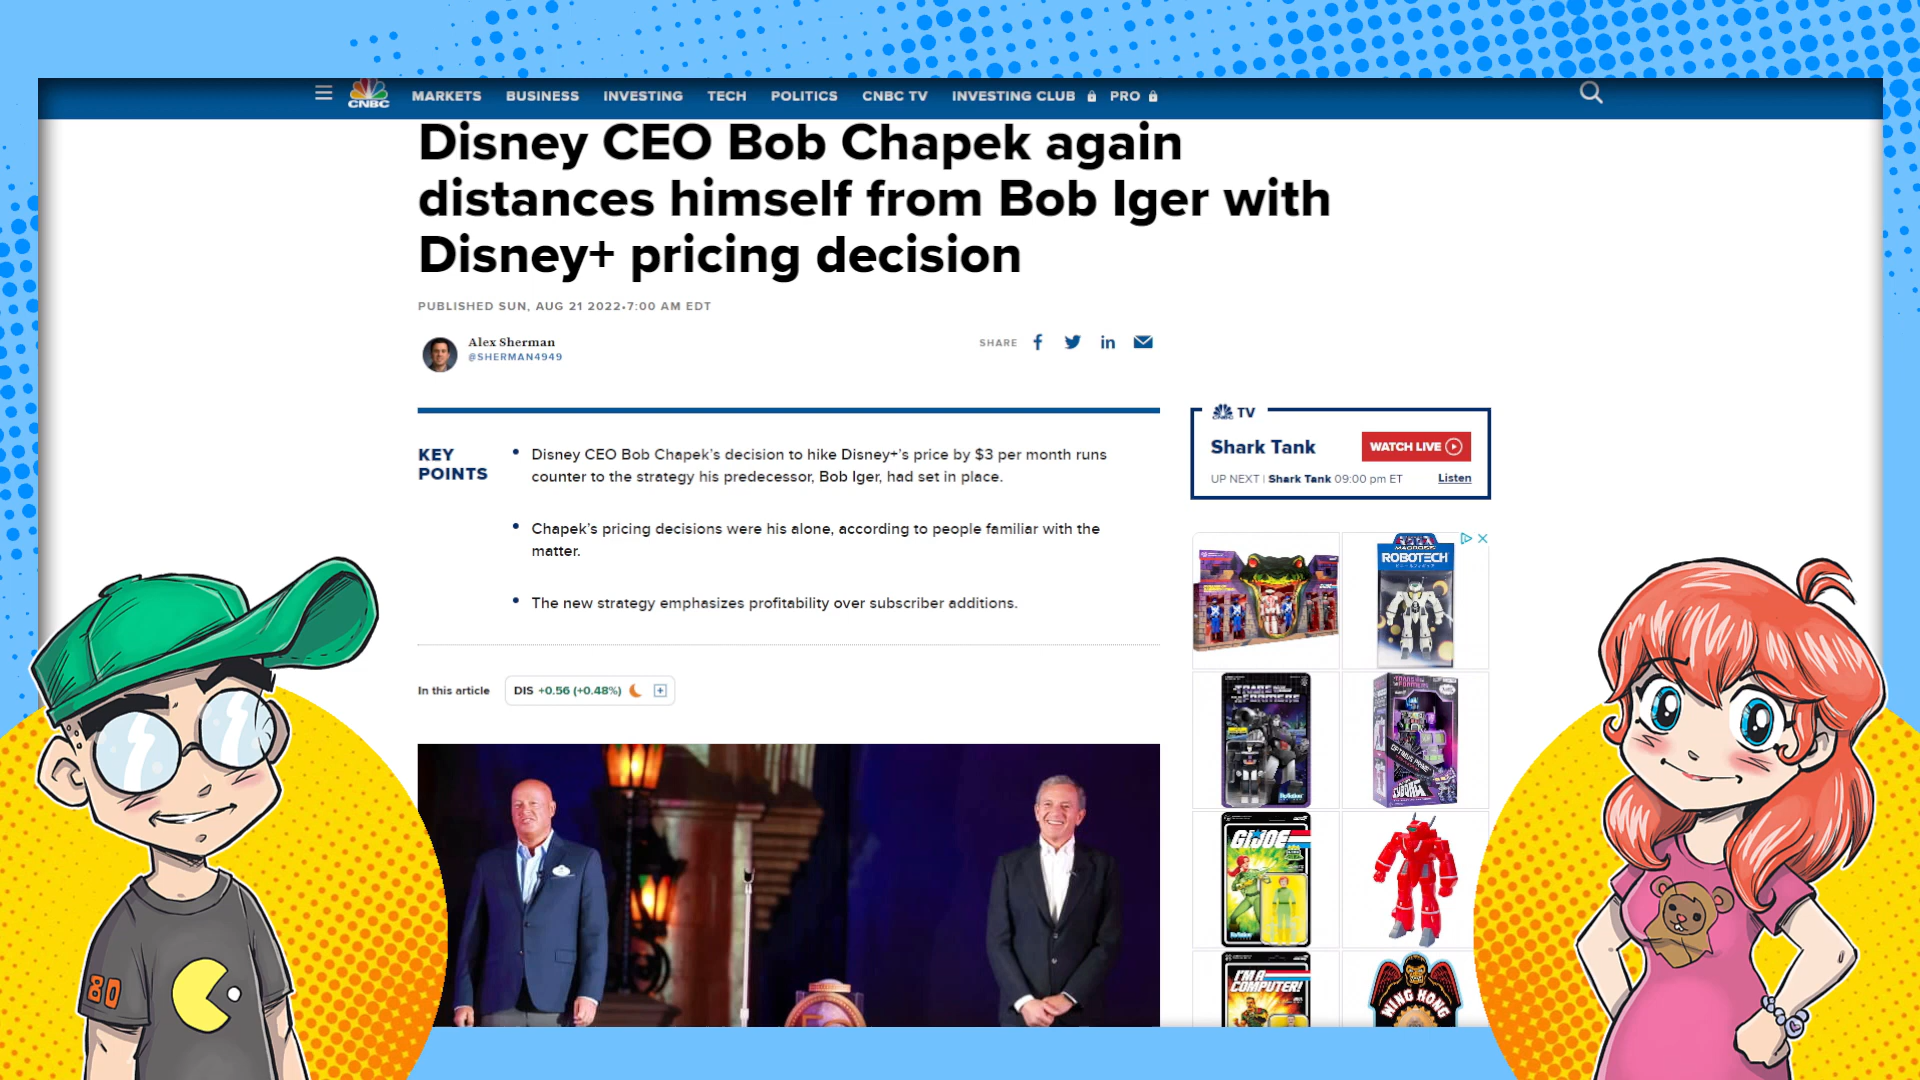 CNBC
MARKETS BUSINESS INVESTING TECH POLITICS CNBC TV INVESTING CLUB PRO
Disney CEO Bob Chapek again
distances himself from Bob Iger with
Disney+ pricing decision
PUBLISHED SUN, AUG 21 2022•7:00 AM EDT
Alex Sherman
@SHERMAN4949
SHARE
KEY
POINTS
Disney CEO Bob Chapek’s decision to hike Disney+’s price by $3 per month runs
counter to the strategy his predecessor, Bob Iger, had set in place.
Chapek’s pricing decisions were his alone, according to people familiar with the
matter.
The new strategy emphasizes profitability over subscriber additions.
In this article
DIS +0.56 (+0.48%)
CNBC TV
Shark Tank
WATCH LIVE
UP NEXT | Shark Tank 09:00 pm ET
Listen
MACROSS
ROBOTECH
TRANSFORMERS
OPTIMUS PRIME
GI JOE
ReAction
I'M A
COMPUTER!
WING KONG
80